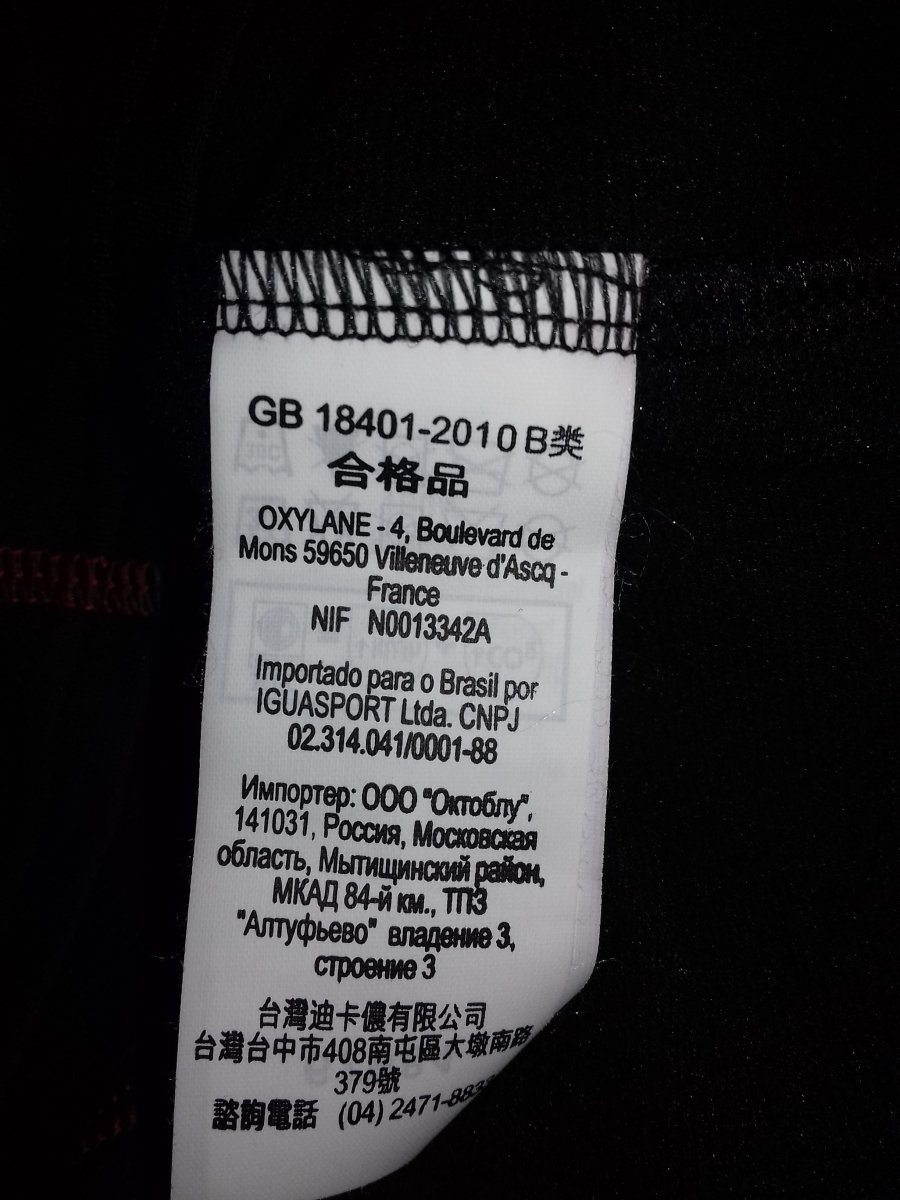 GB 18401-2010 B类
合格品
OXYLANE - 4, Boulevard de
Mons 59650 Villeneuve d'Ascq -
France
NIF N0013342A
Importado para o Brasil por
IGUASPORT Ltda. CNPJ
02.314.041/0001-88
Импортер: ООО "Октоблу",
141031, Россия, Московская
область, Мытищинский район,
МКАД 84-й км., ТПЗ
"Алтуфьево" владение 3,
строение 3
台灣迪卡儂有限公司
台灣台中市408南屯區大墩南路
379號
諮詢電話 (04) 2471-883